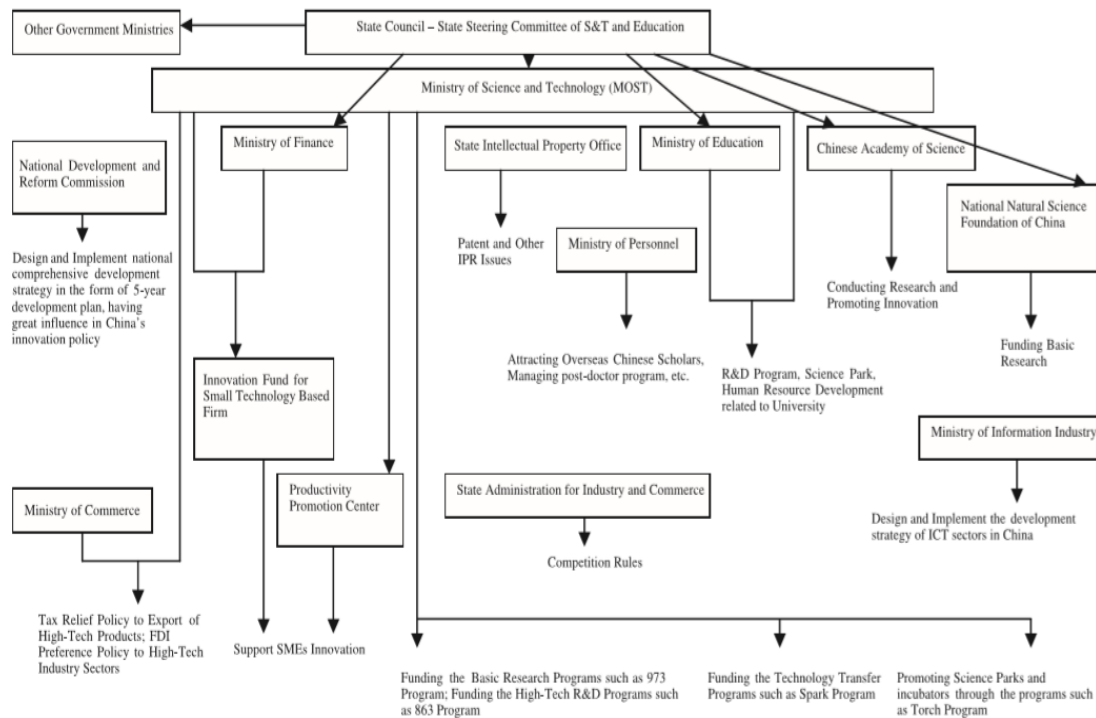 Other Government Ministries
State Council – State Steering Committee of S&T and Education
Ministry of Science and Technology (MOST)
Ministry of Finance
State Intellectual Property Office
Ministry of Education
Chinese Academy of Science
National Development and
Reform Commission
National Natural Science
Foundation of China
Design and Implement national
comprehensive development
strategy in the form of 5-year
development plan, having
great influence in China's
innovation policy
Patent and Other
IPR Issues
Ministry of Personnel
Conducting Research and
Promoting Innovation
Funding Basic
Research
Attracting Overseas Chinese Scholars,
Managing post-doctor program, etc.
R&D Program, Science Park,
Human Resource Development
related to University
Innovation Fund for
Small Technology Based
Firm
Ministry of Information Industry
Ministry of Commerce
Productivity
Promotion Center
State Administration for Industry and Commerce
Design and Implement the development
strategy of ICT sectors in China
Competition Rules
Tax Relief Policy to Export of
High-Tech Products; FDI
Preference Policy to High-Tech
Industry Sectors
Support SMEs Innovation
Funding the Basic Research Programs such as 973
Program; Funding the High-Tech R&D Programs such
as 863 Program
Funding the Technology Transfer
Programs such as Spark Program
Promoting Science Parks and
incubators through the programs such
as Torch Program